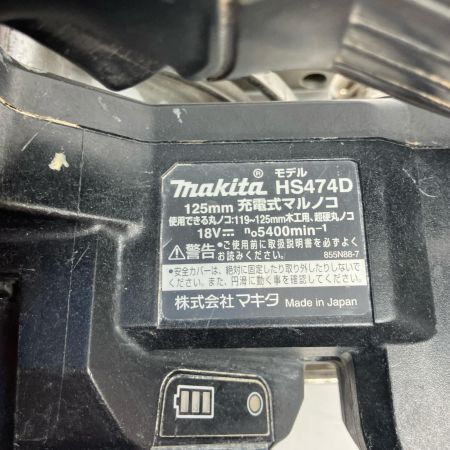 makita® モデル HS474D
125mm 充電式マルノコ
使用できる丸ノコ:119~125mm木工用、超硬丸ノコ
18V⎓ n₀5400min⁻¹
⚠警告 •ご使用前に取扱説明書を必ずよく
お読みください。 855N88-7
•安全カバーは、絶対に固定したり取り外したりしないで
ください。また、円滑に動く事を確認してください。
株式会社マキタ Made in Japan